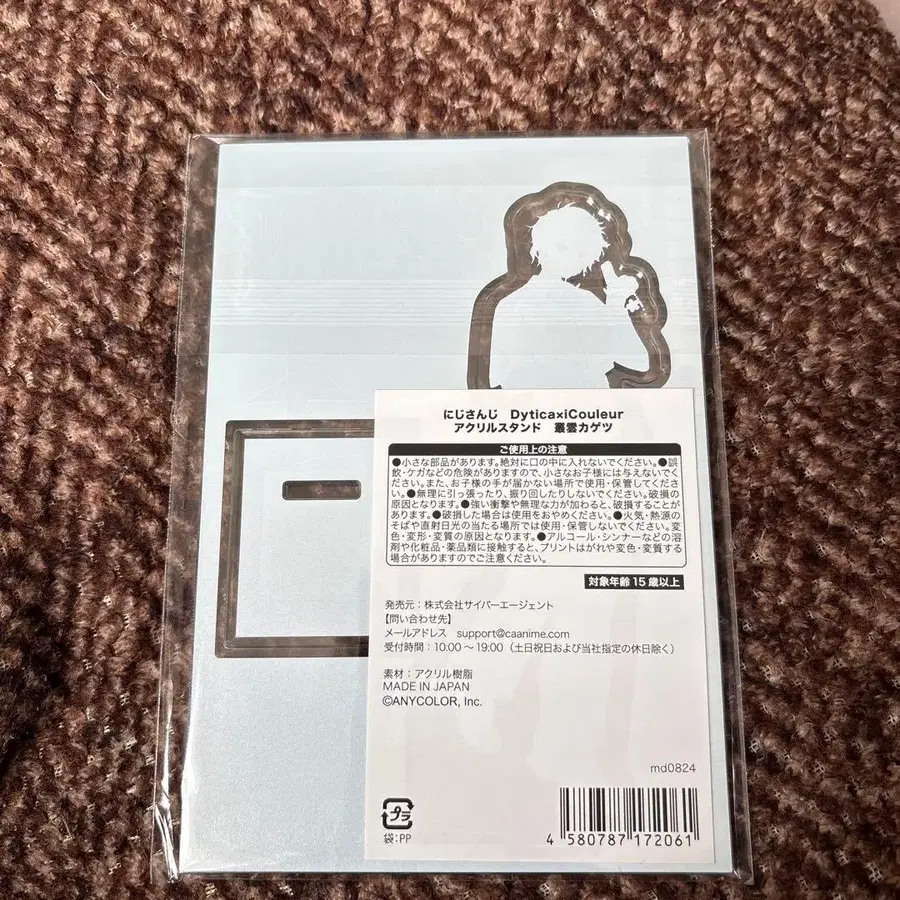 にじさんじ　Dytica×iCouleur
アクリルスタンド　叢雲カゲツ
ご使用上の注意
●小さな部品があります。絶対に口の中に入れないでください。●誤
飲・ケガなどの危険がありますので、小さなお子様には与えないでくだ
さい。また、お子様の手が届かない場所で使用・保管してください。
●無理に引っ張ったり、振り回したりしないでください。破損の
原因となります。●強い衝撃や無理な力が加わると、破損することが
あります。●破損した場合は使用をおやめください。●火気・熱源の
そばや直射日光の当たる場所では使用・保管しないでください。変
色・変形・変質の原因となります。●アルコール・シンナーなどの溶
剤や化粧品・薬品類に接触すると、プリントはがれや変色・変質する場
合がありますのでご注意ください。
対象年齢15歳以上
発売元：株式会社サイバーエージェント
【問い合わせ先】
メールアドレス　support@caanime.com
受付時間：10:00～19:00（土日祝日および当社指定の休日除く）
素材：アクリル樹脂
MADE IN JAPAN
©ANYCOLOR, Inc.
md0824
プラ
袋:PP
4 580787 172061